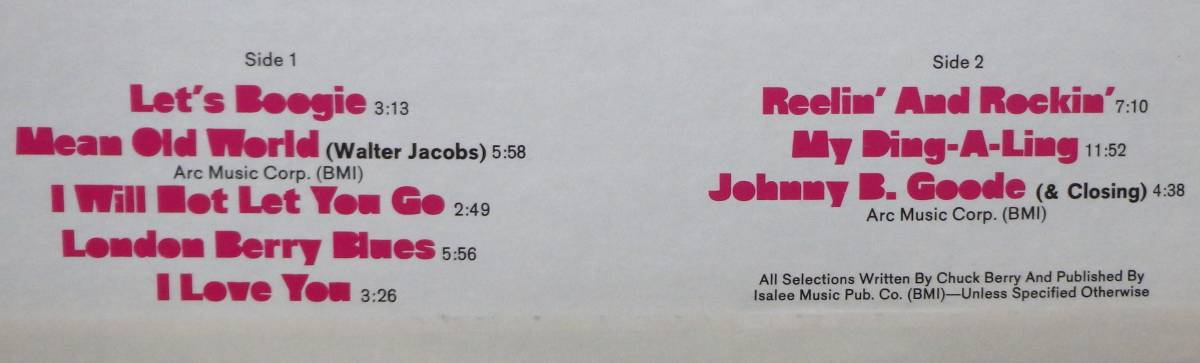 Side 1
Let's Boogie 3:13
Mean Old World (Walter Jacobs) 5:58
Arc Music Corp. (BMI)
I Will Not Let You Go 2:49
London Berry Blues 5:56
I Love You 3:26
Side 2
Reelin' And Rockin' 7:10
My Ding-A-Ling 11:52
Johnny B. Goode (& Closing) 4:38
Arc Music Corp. (BMI)
All Selections Written By Chuck Berry And Published By
Isalee Music Pub. Co. (BMI)—Unless Specified Otherwise